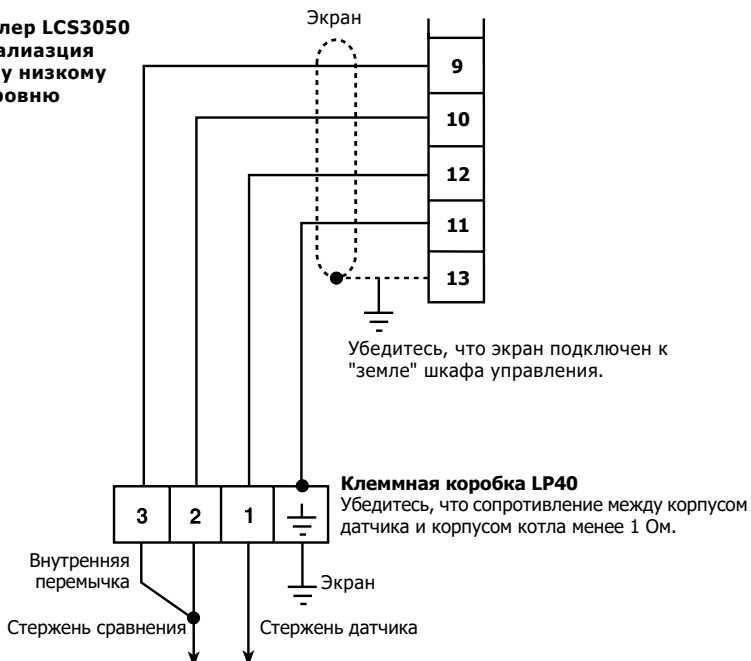 лер LCS3050
ализация
у низкому
ровню
Экран
9
10
12
11
13
Убедитесь, что экран подключен к
"земле" шкафа управления.
Клеммная коробка LP40
Убедитесь, что сопротивление между корпусом
датчика и корпусом котла менее 1 Ом.
3 2 1
Внутренняя
перемычка
Экран
Стержень сравнения
Стержень датчика